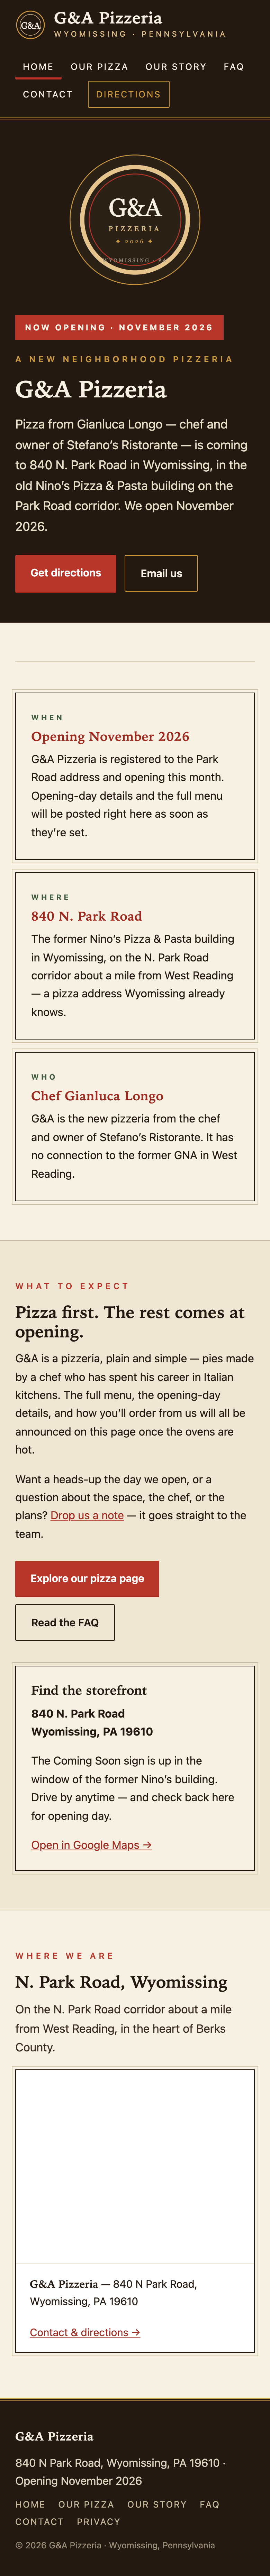 G&A
G&A Pizzeria
WYOMISSING · PENNSYLVANIA
HOME OUR PIZZA OUR STORY FAQ
CONTACT DIRECTIONS
G&A
PIZZERIA
✦ 2026 ✦
NOW OPENING · NOVEMBER 2026
A NEW NEIGHBORHOOD PIZZERIA
G&A Pizzeria
Pizza from Gianluca Longo — chef and
owner of Stefano’s Ristorante — is coming
to 840 N. Park Road in Wyomissing, in the
old Nino’s Pizza & Pasta building on the
Park Road corridor. We open November
2026.
Get directions Email us
WHEN
Opening November 2026
G&A Pizzeria is registered to the Park
Road address and opening this month.
Opening-day details and the full menu
will be posted right here as soon as
they’re set.
WHERE
840 N. Park Road
The former Nino’s Pizza & Pasta building
in Wyomissing, on the N. Park Road
corridor about a mile from West Reading
— a pizza address Wyomissing already
knows.
WHO
Chef Gianluca Longo
G&A is the new pizzeria from the chef
and owner of Stefano’s Ristorante. It has
no connection to the former GNA in West
Reading.
WHAT TO EXPECT
Pizza first. The rest comes at
opening.
G&A is a pizzeria, plain and simple — pies made
by a chef who has spent his career in Italian
kitchens. The full menu, the opening-day
details, and how you’ll order from us will all be
announced on this page once the ovens are
hot.
Want a heads-up the day we open, or a
question about the space, the chef, or the
plans? Drop us a note — it goes straight to the
team.
Explore our pizza page
Read the FAQ
Find the storefront
840 N. Park Road
Wyomissing, PA 19610
The Coming Soon sign is up in the
window of the former Nino’s building.
Drive by anytime — and check back here
for opening day.
Open in Google Maps →
WHERE WE ARE
N. Park Road, Wyomissing
On the N. Park Road corridor about a mile
from West Reading, in the heart of Berks
County.
G&A Pizzeria — 840 N Park Road,
Wyomissing, PA 19610
Contact & directions →
G&A Pizzeria
840 N Park Road, Wyomissing, PA 19610 ·
Opening November 2026
HOME OUR PIZZA OUR STORY FAQ
CONTACT PRIVACY
© 2026 G&A Pizzeria · Wyomissing, Pennsylvania